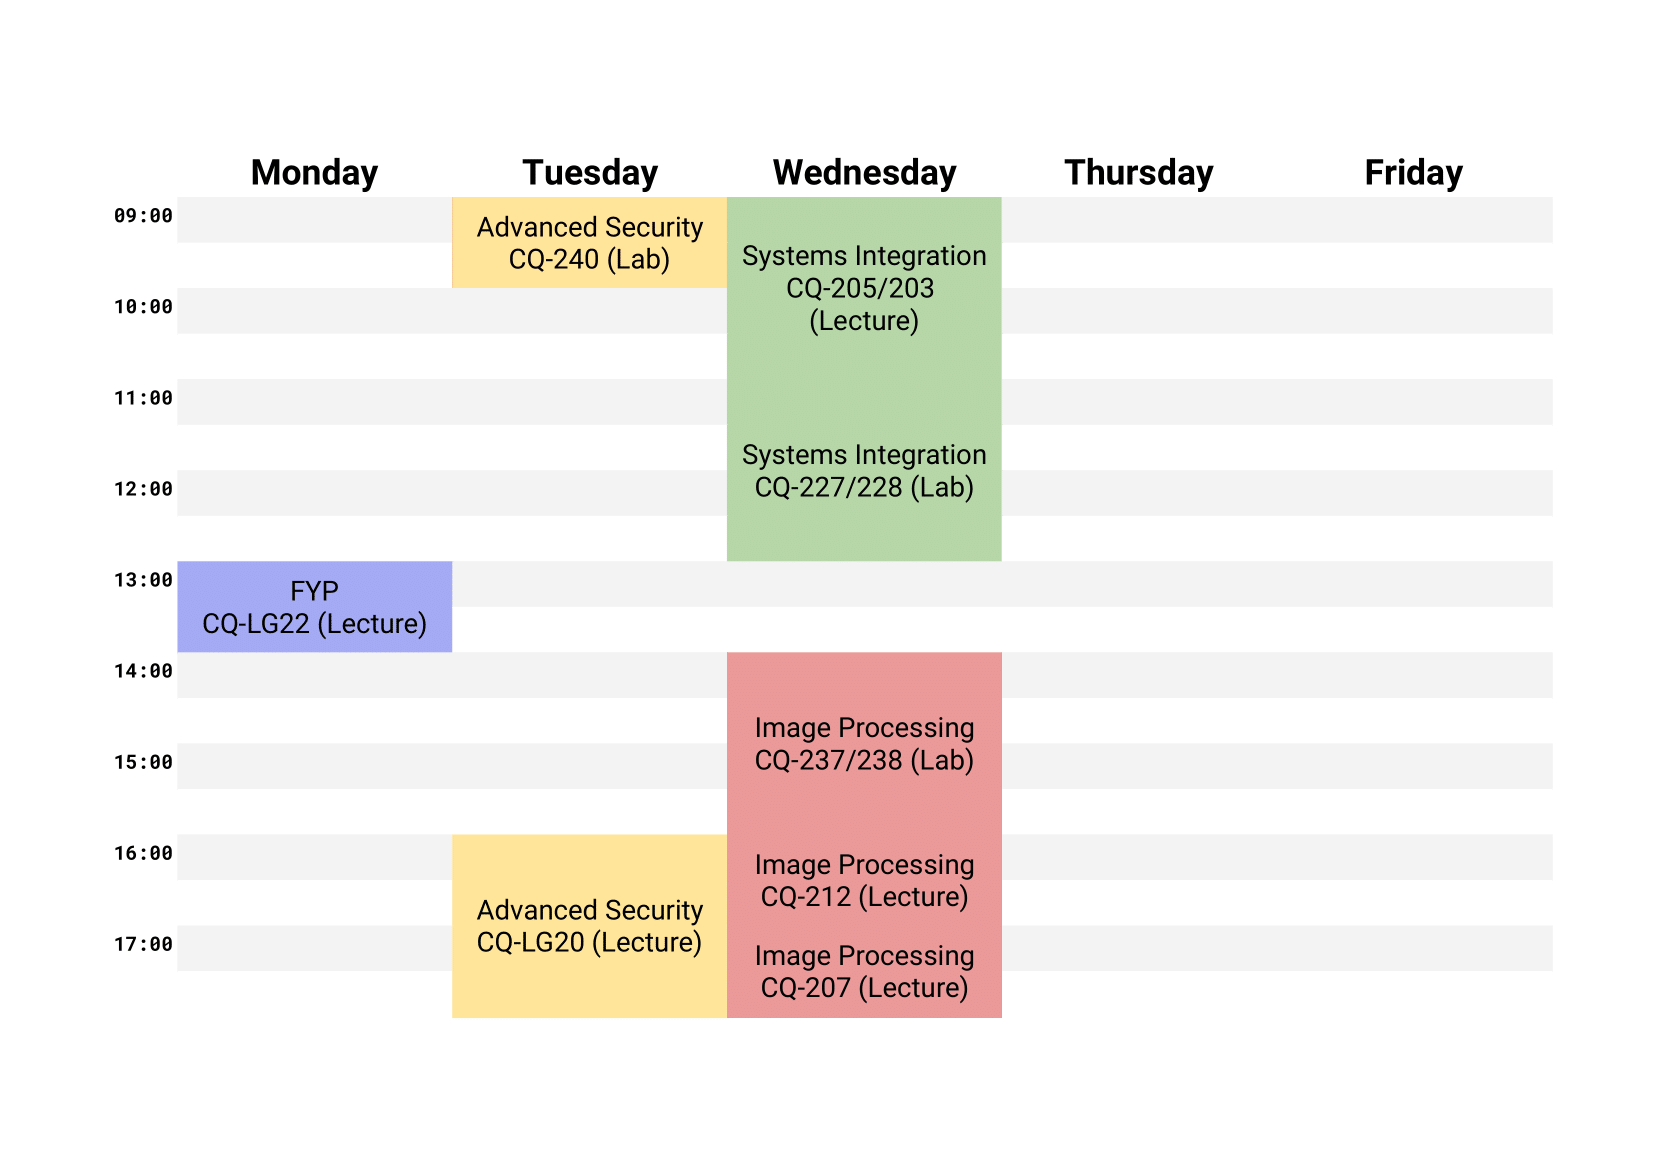 Monday Tuesday Wednesday Thursday Friday
09:00
Advanced Security
CQ-240 (Lab)
Systems Integration
CQ-205/203
(Lecture)
10:00
11:00
Systems Integration
CQ-227/228 (Lab)
12:00
13:00
FYP
CQ-LG22 (Lecture)
14:00
Image Processing
CQ-237/238 (Lab)
15:00
16:00
Image Processing
CQ-212 (Lecture)
Advanced Security
CQ-LG20 (Lecture)
17:00
Image Processing
CQ-207 (Lecture)